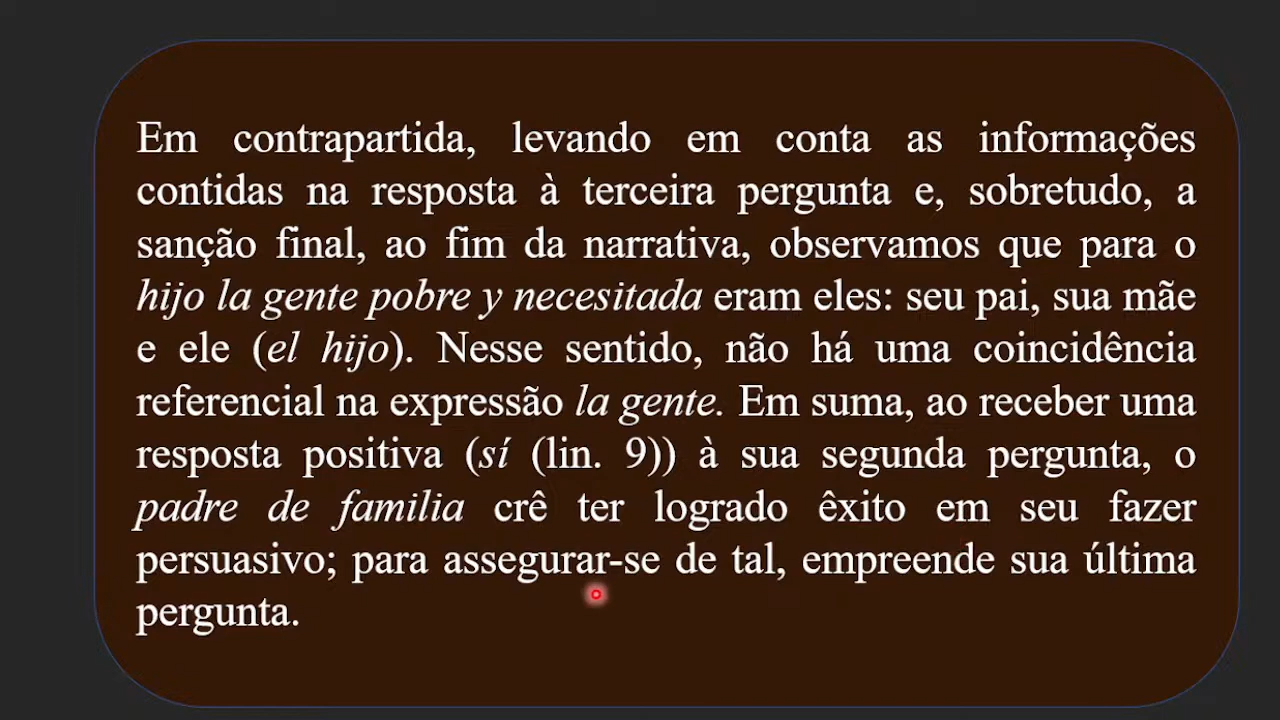 Em contrapartida, levando em conta as informações
contidas na resposta à terceira pergunta e, sobretudo, a
sanção final, ao fim da narrativa, observamos que para o
hijo la gente pobre y necesitada eram eles: seu pai, sua mãe
e ele (el hijo). Nesse sentido, não há uma coincidência
referencial na expressão la gente. Em suma, ao receber uma
resposta positiva (sí (lin. 9)) à sua segunda pergunta, o
padre de familia crê ter logrado êxito em seu fazer
persuasivo; para assegurar-se de tal, empreende sua última
pergunta.